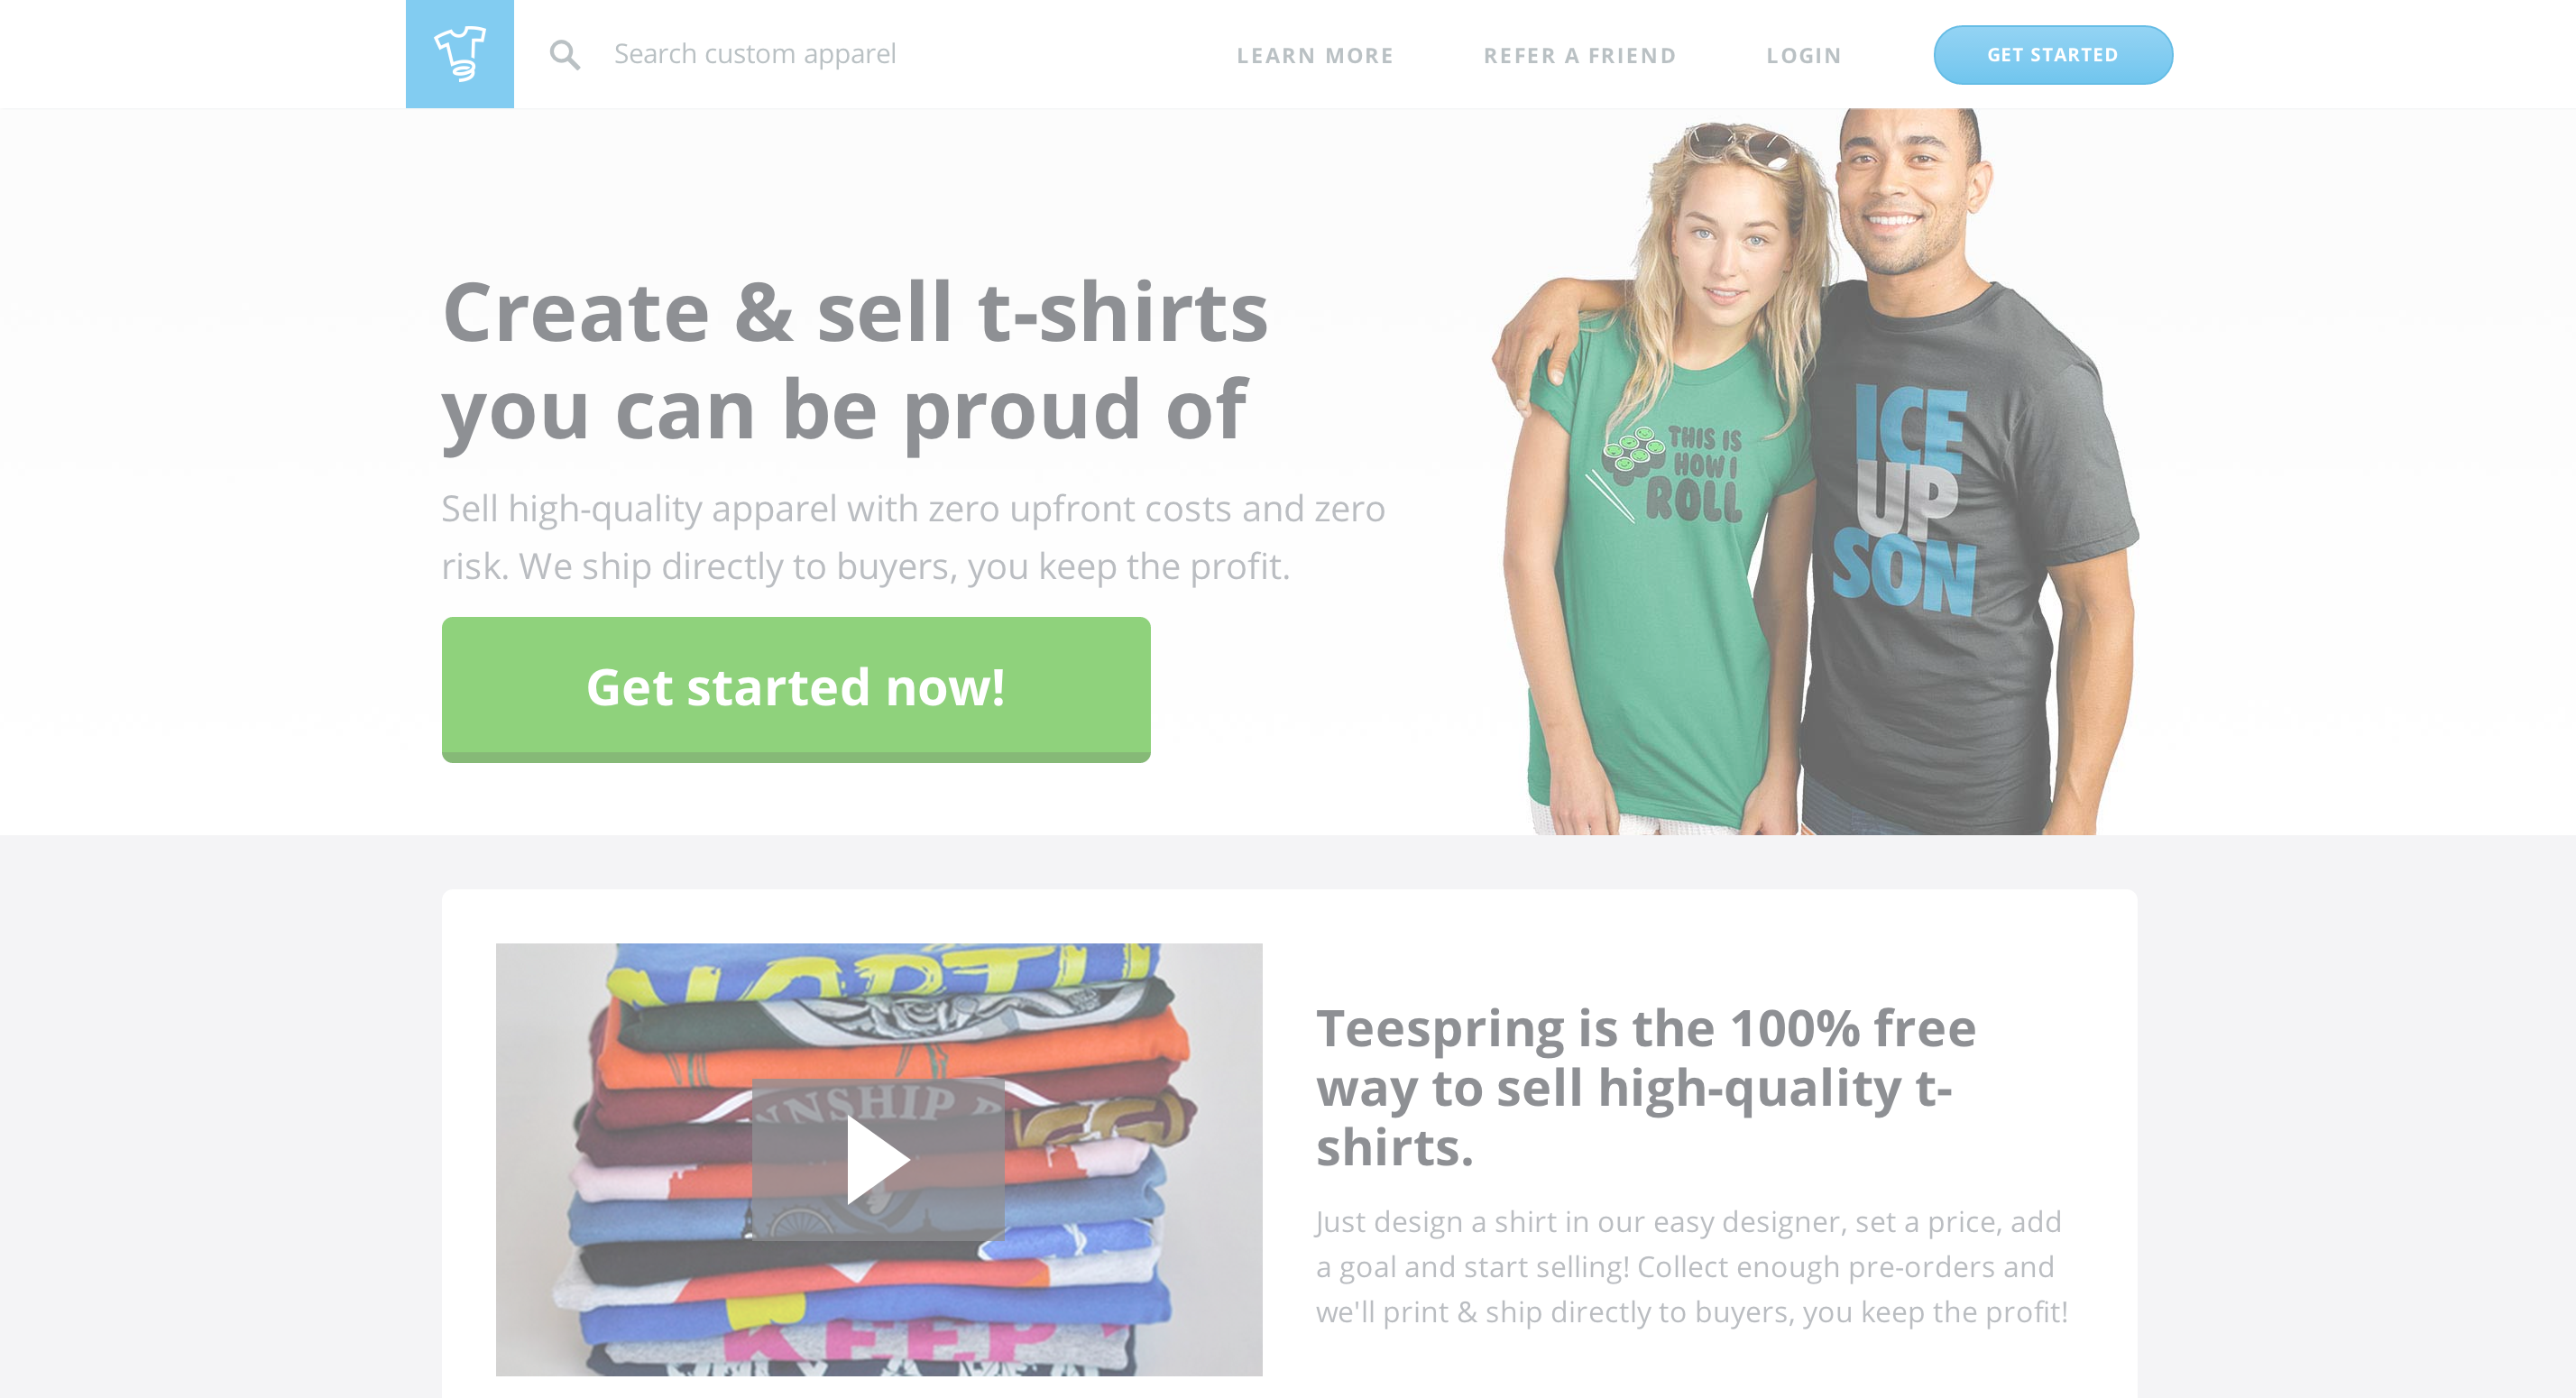 Search custom apparel
LEARN MORE
REFER A FRIEND
LOGIN
GET STARTED
Create & sell t-shirts
you can be proud of
Sell high-quality apparel with zero upfront costs and zero
risk. We ship directly to buyers, you keep the profit.
Get started now!
THIS IS
HOW I
ROLL
ICE
UP
SON
NORTH
KEEP
Teespring is the 100% free
way to sell high-quality t-
shirts.
Just design a shirt in our easy designer, set a price, add
a goal and start selling! Collect enough pre-orders and
we'll print & ship directly to buyers, you keep the profit!